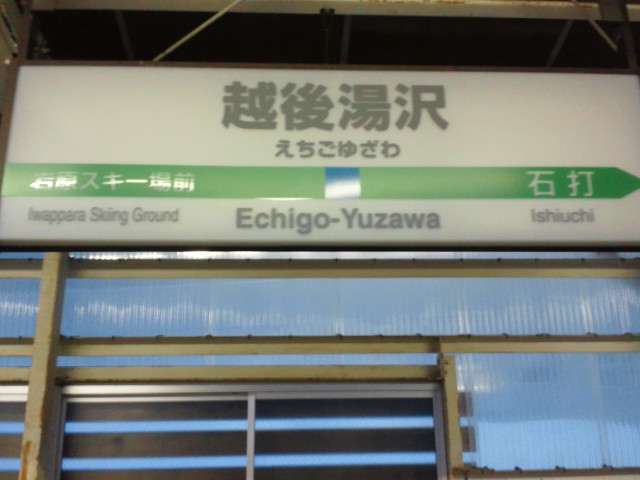 越後湯沢
えちごゆざわ
岩原スキー場前 石打
Iwappara Skiing Ground Echigo-Yuzawa Ishiuchi